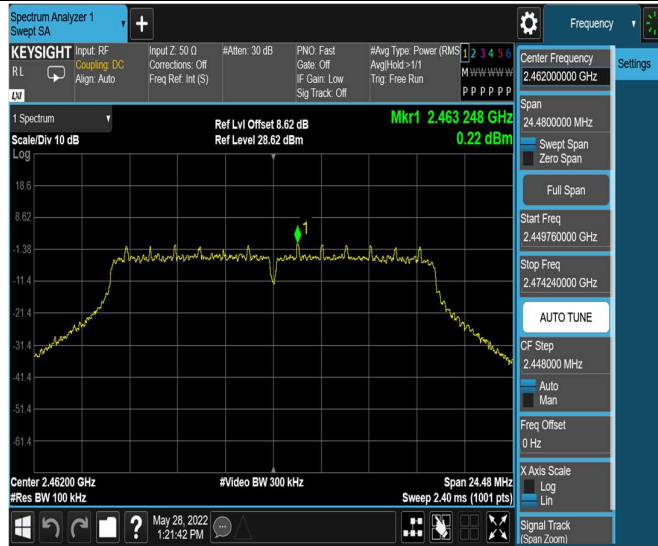 Spectrum Analyzer 1
Swept SA
+
Frequency
KEYSIGHT
Input: RF
Input Z: 50 Ω
#Atten: 30 dB
PNO: Fast
#Avg Type: Power (RMS
1 2 3 4 5 6
R L
Coupling: DC
Corrections: Off
Gate: Off
Avg|Hold:>1/1
M W W W W W
Align: Auto
Freq Ref: Int (S)
IF Gain: Low
Trig: Free Run
Sig Track: Off
P P P P P P
LXI
Center Frequency
2.462000000 GHz
Settings
Span
24.4800000 MHz
Swept Span
Zero Span
Full Span
Start Freq
2.449760000 GHz
Stop Freq
2.474240000 GHz
AUTO TUNE
CF Step
2.448000 MHz
Auto
Man
Freq Offset
0 Hz
X Axis Scale
Log
Lin
Signal Track
(Span Zoom)
1 Spectrum
Scale/Div 10 dB
Ref Lvl Offset 8.62 dB
Ref Level 28.62 dBm
Mkr1 2.463 248 GHz
0.22 dBm
Log
18.6
8.62
-1.38
-11.4
-21.4
-31.4
-41.4
-51.4
-61.4
1
Center 2.46200 GHz
#Video BW 300 kHz
Span 24.48 MHz
#Res BW 100 kHz
Sweep 2.40 ms (1001 pts)
?
May 28, 2022
1:21:42 PM